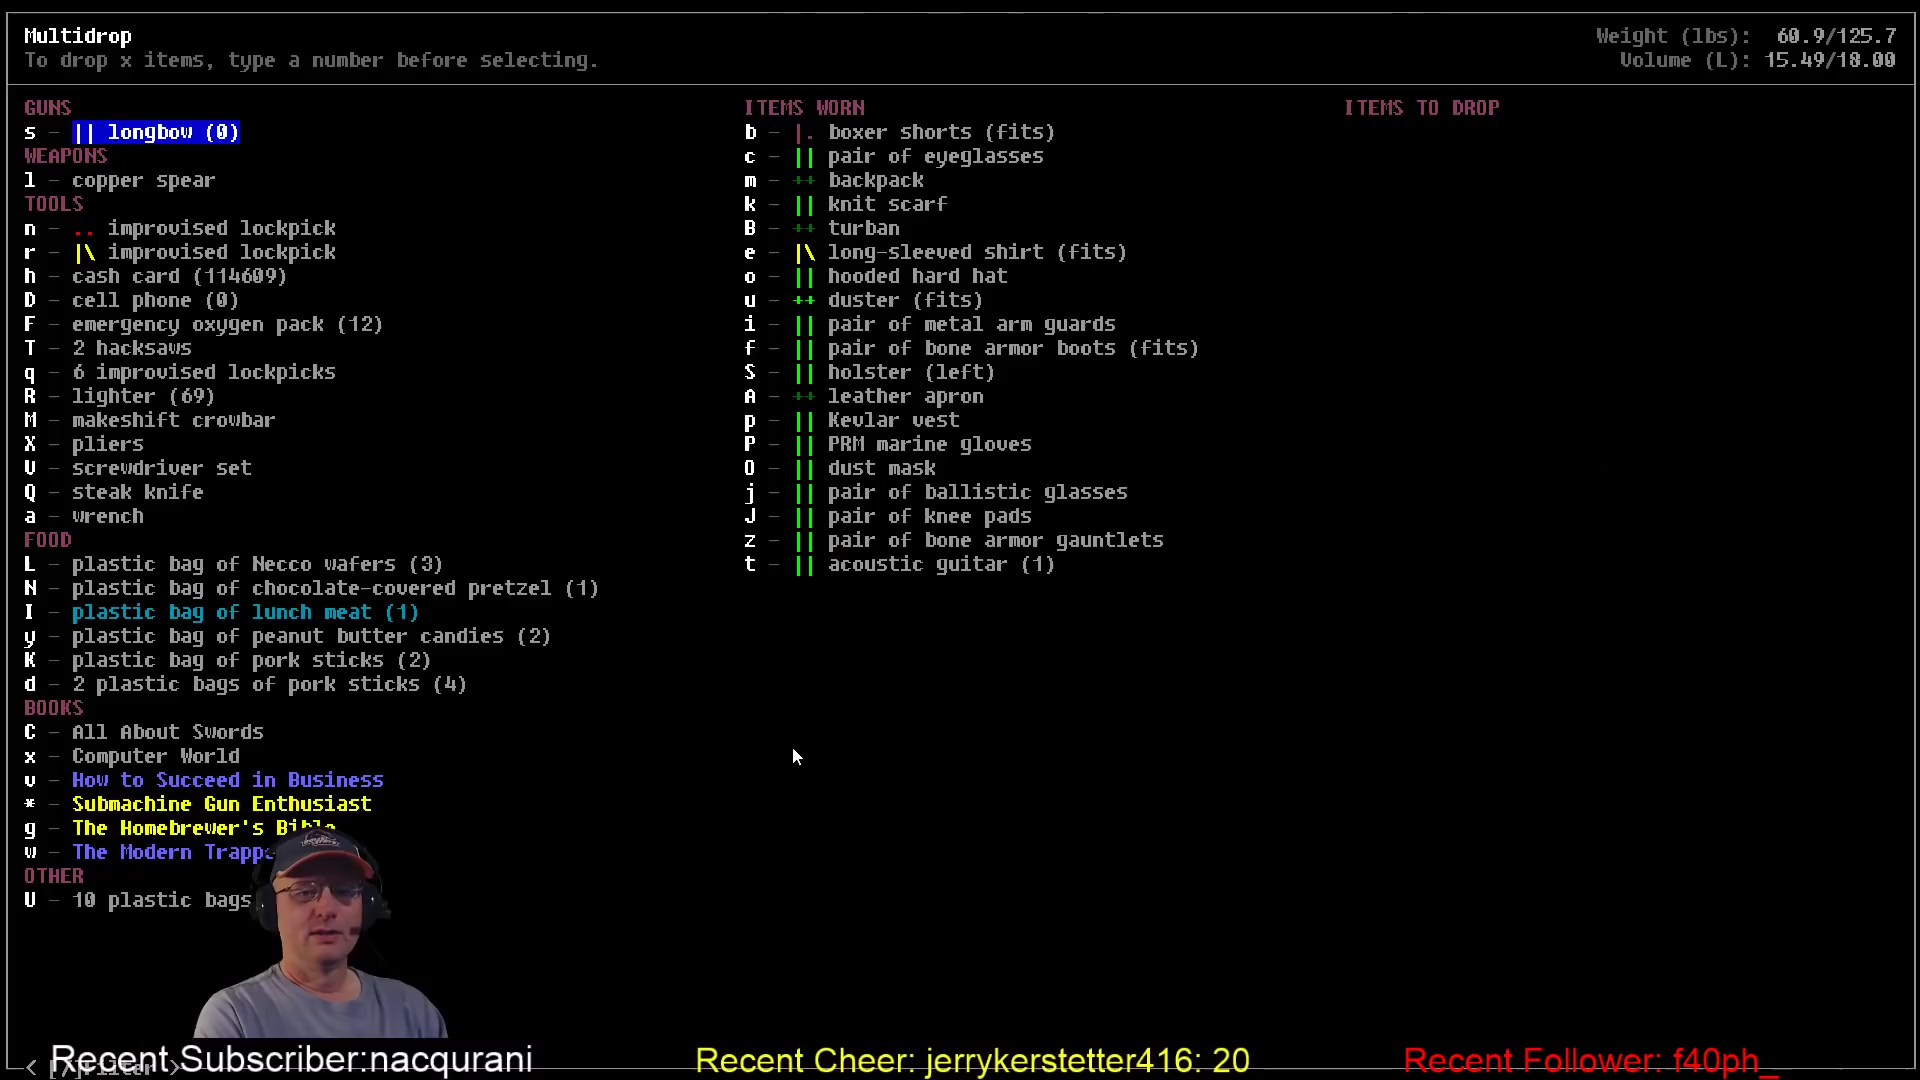 Multidrop
To drop x items, type a number before selecting.
Weight (lbs): 60.9/125.7
Volume (L): 15.49/18.00
GUNS
s - || longbow (0)
WEAPONS
l - copper spear
TOOLS
n - .. improvised lockpick
r - |\ improvised lockpick
h - cash card (114609)
D - cell phone (0)
F - emergency oxygen pack (12)
T - 2 hacksaws
q - 6 improvised lockpicks
R - lighter (69)
M - makeshift crowbar
X - pliers
V - screwdriver set
Q - steak knife
a - wrench
FOOD
L - plastic bag of Necco wafers (3)
N - plastic bag of chocolate-covered pretzel (1)
I - plastic bag of lunch meat (1)
y - plastic bag of peanut butter candies (2)
K - plastic bag of pork sticks (2)
d - 2 plastic bags of pork sticks (4)
BOOKS
C - All About Swords
x - Computer World
v - How to Succeed in Business
* - Submachine Gun Enthusiast
g - The Homebrewer's Bible
w - The Modern
OTHER
U - 10 plastic bags
ITEMS WORN
b - |. boxer shorts (fits)
c - || pair of eyeglasses
m - ++ backpack
k - || knit scarf
B - ++ turban
e - |\ long-sleeved shirt (fits)
o - || hooded hard hat
u - ++ duster (fits)
i - || pair of metal arm guards
f - || pair of bone armor boots (fits)
S - || holster (left)
A - ++ leather apron
p - || Kevlar vest
P - || PRM marine gloves
O - || dust mask
j - || pair of ballistic glasses
J - || pair of knee pads
z - || pair of bone armor gauntlets
t - || acoustic guitar (1)
ITEMS TO DROP
Recent Subscriber:nacqurani
Recent Cheer: jerrykerstetter416: 20
Recent Follower: f40ph_